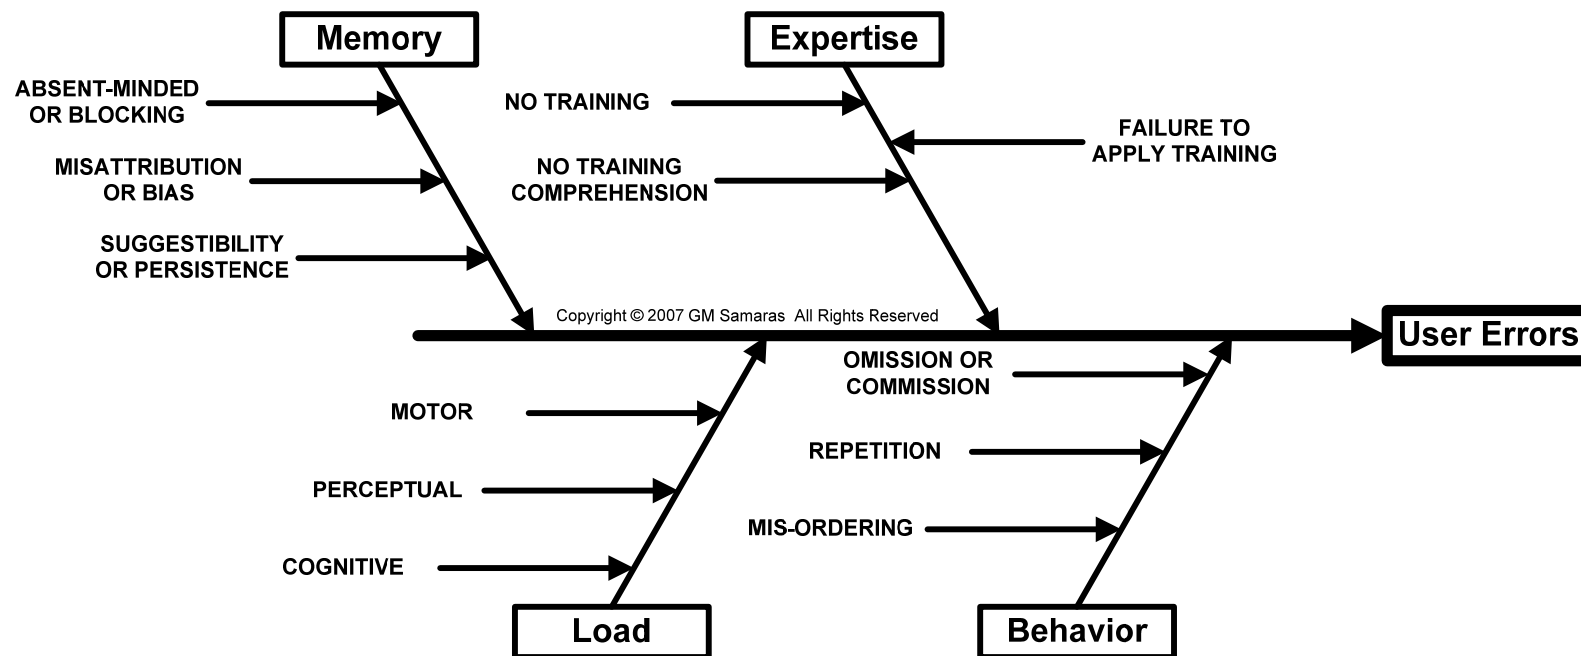 Memory
Expertise
ABSENT-MINDED
OR BLOCKING
MISATTRIBUTION
OR BIAS
SUGGESTIBILITY
OR PERSISTENCE
NO TRAINING
FAILURE TO
APPLY TRAINING
NO TRAINING
COMPREHENSION
Copyright © 2007 GM Samaras All Rights Reserved
User Errors
MOTOR
PERCEPTUAL
COGNITIVE
OMISSION OR
COMMISSION
REPETITION
MIS-ORDERING
Load
Behavior